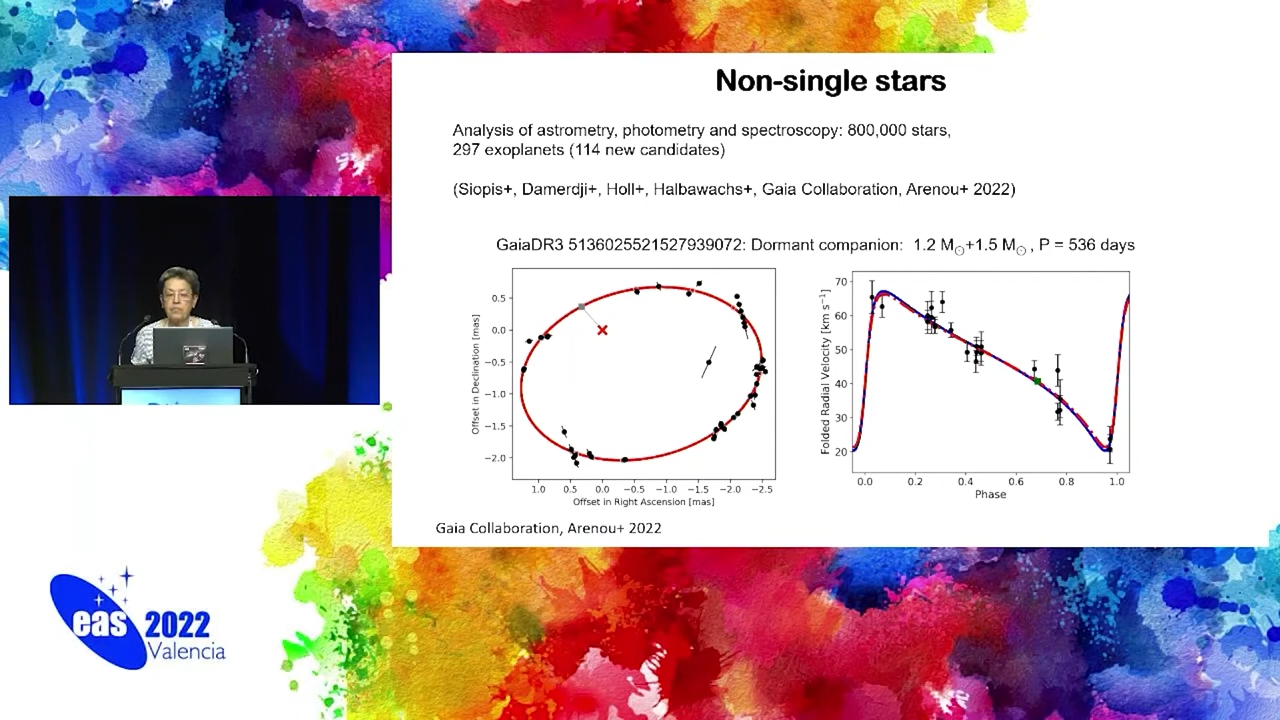 Non-single stars
Analysis of astrometry, photometry and spectroscopy: 800,000 stars,
297 exoplanets (114 new candidates)
(Siopis+, Damerdji+, Holl+, Halbawachs+, Gaia Collaboration, Arenou+ 2022)
GaiaDR3 5136025521527939072: Dormant companion: 1.2 M☉+1.5 M☉ , P = 536 days
Offset in Declination [mas]
0.5
0.0
−0.5
−1.0
−1.5
−2.0
1.0 0.5 0.0 −0.5 −1.0 −1.5 −2.0 −2.5
Offset in Right Ascension [mas]
Folded Radial Velocity [km s⁻¹]
70
60
50
40
30
20
0.0 0.2 0.4 0.6 0.8 1.0
Phase
Gaia Collaboration, Arenou+ 2022
eas 2022
Valencia